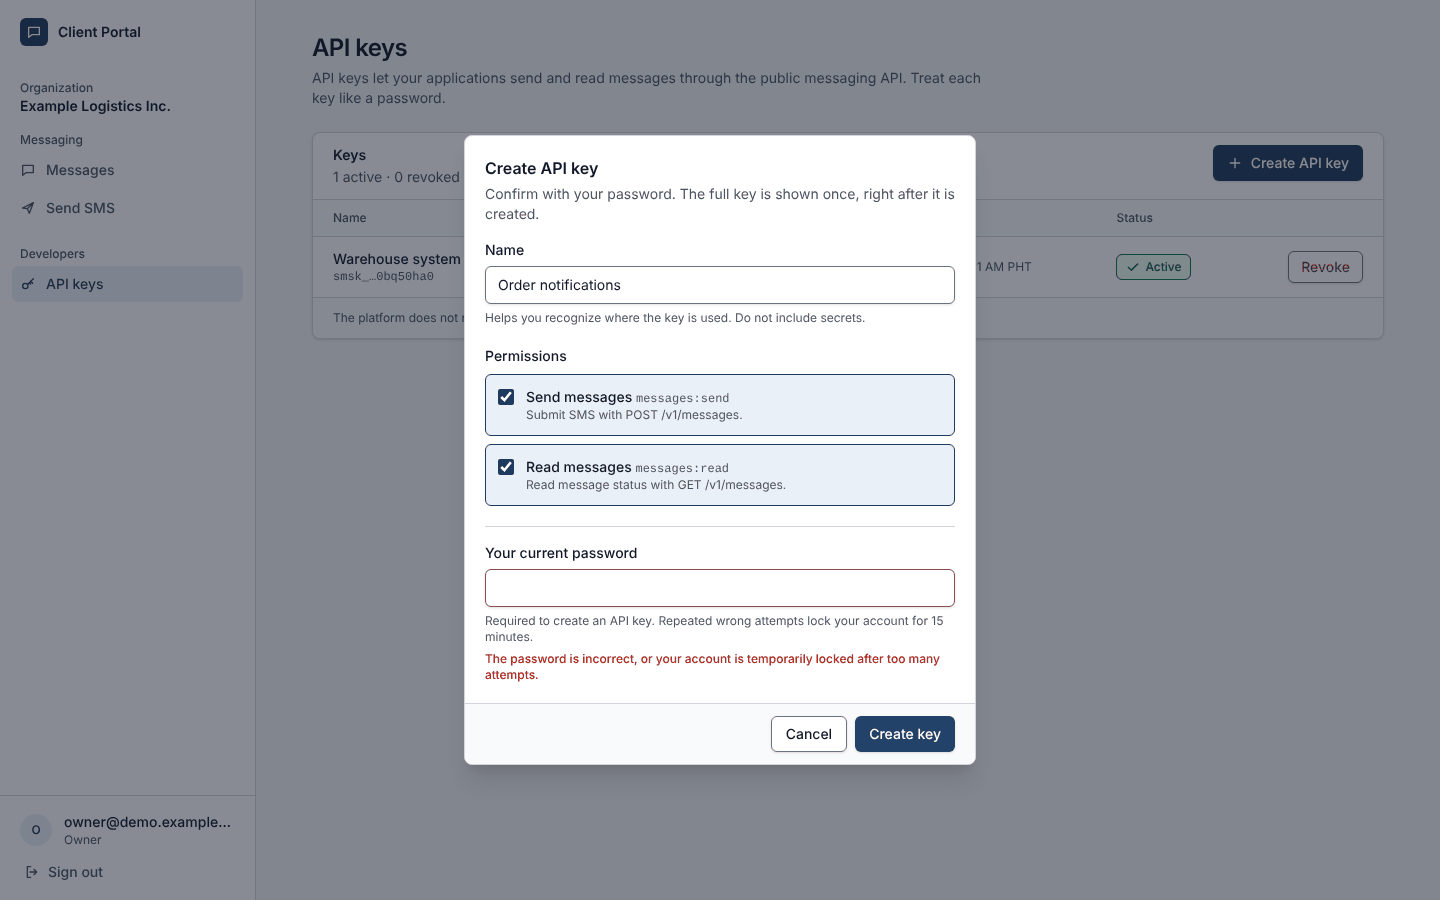 Client Portal
Organization
Example Logistics Inc.
Messaging
Messages
Send SMS
Developers
API keys
owner@demo.example...
O
Owner
Sign out
API keys
API keys let your applications send and read messages through the public messaging API. Treat each
key like a password.
Keys
1 active · 0 revoked
Create API key
Name
Status
Warehouse system
smsk_…0bq50ha0
1 AM PHT
Active
Revoke
The platform does not
Create API key
Confirm with your password. The full key is shown once, right after it is
created.
Name
Order notifications
Helps you recognize where the key is used. Do not include secrets.
Permissions
Send messages messages:send
Submit SMS with POST /v1/messages.
Read messages messages:read
Read message status with GET /v1/messages.
Your current password
Required to create an API key. Repeated wrong attempts lock your account for 15
minutes.
The password is incorrect, or your account is temporarily locked after too many
attempts.
Cancel
Create key